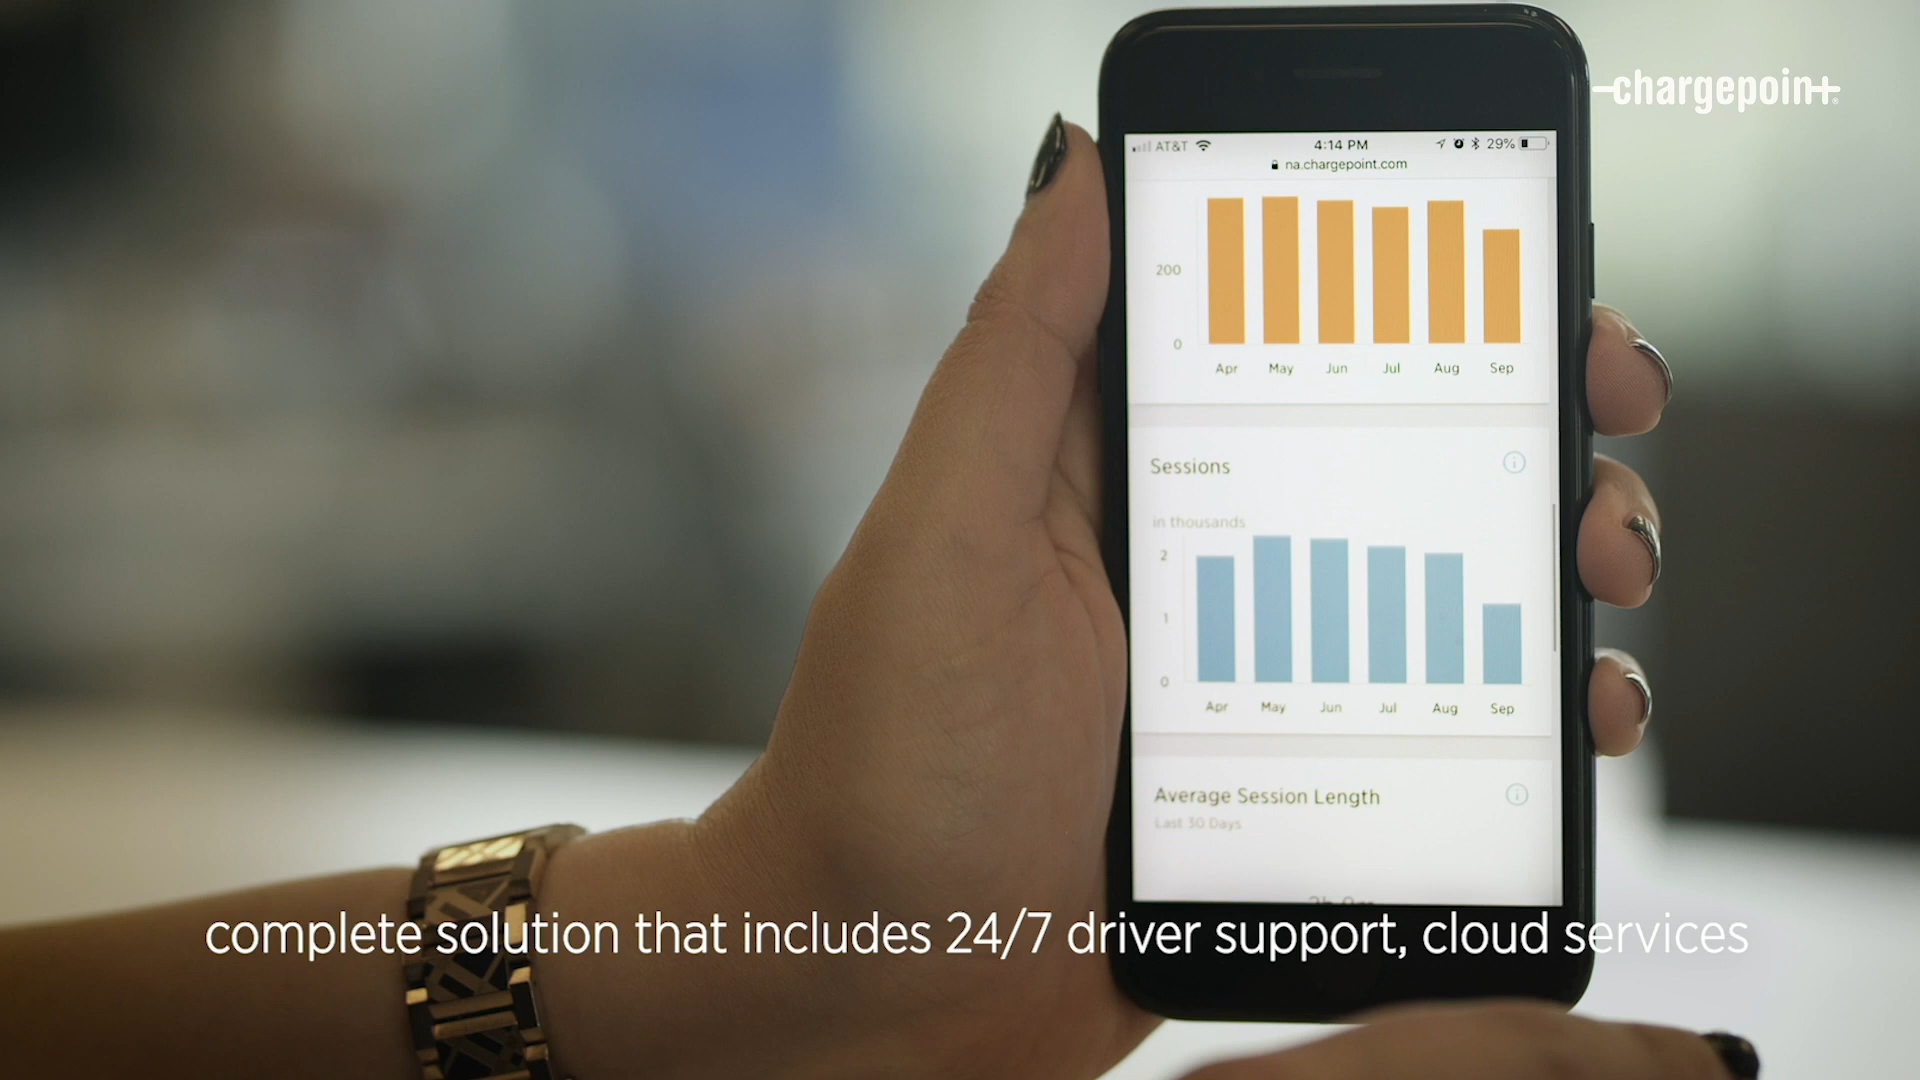 chargepoint
AT&T 4:14 PM 29%
na.chargepoint.com
200
0
Apr May Jun Jul Aug Sep
Sessions
in thousands
2
1
0
Apr May Jun Jul Aug Sep
Average Session Length
Last 30 Days
complete solution that includes 24/7 driver support, cloud services